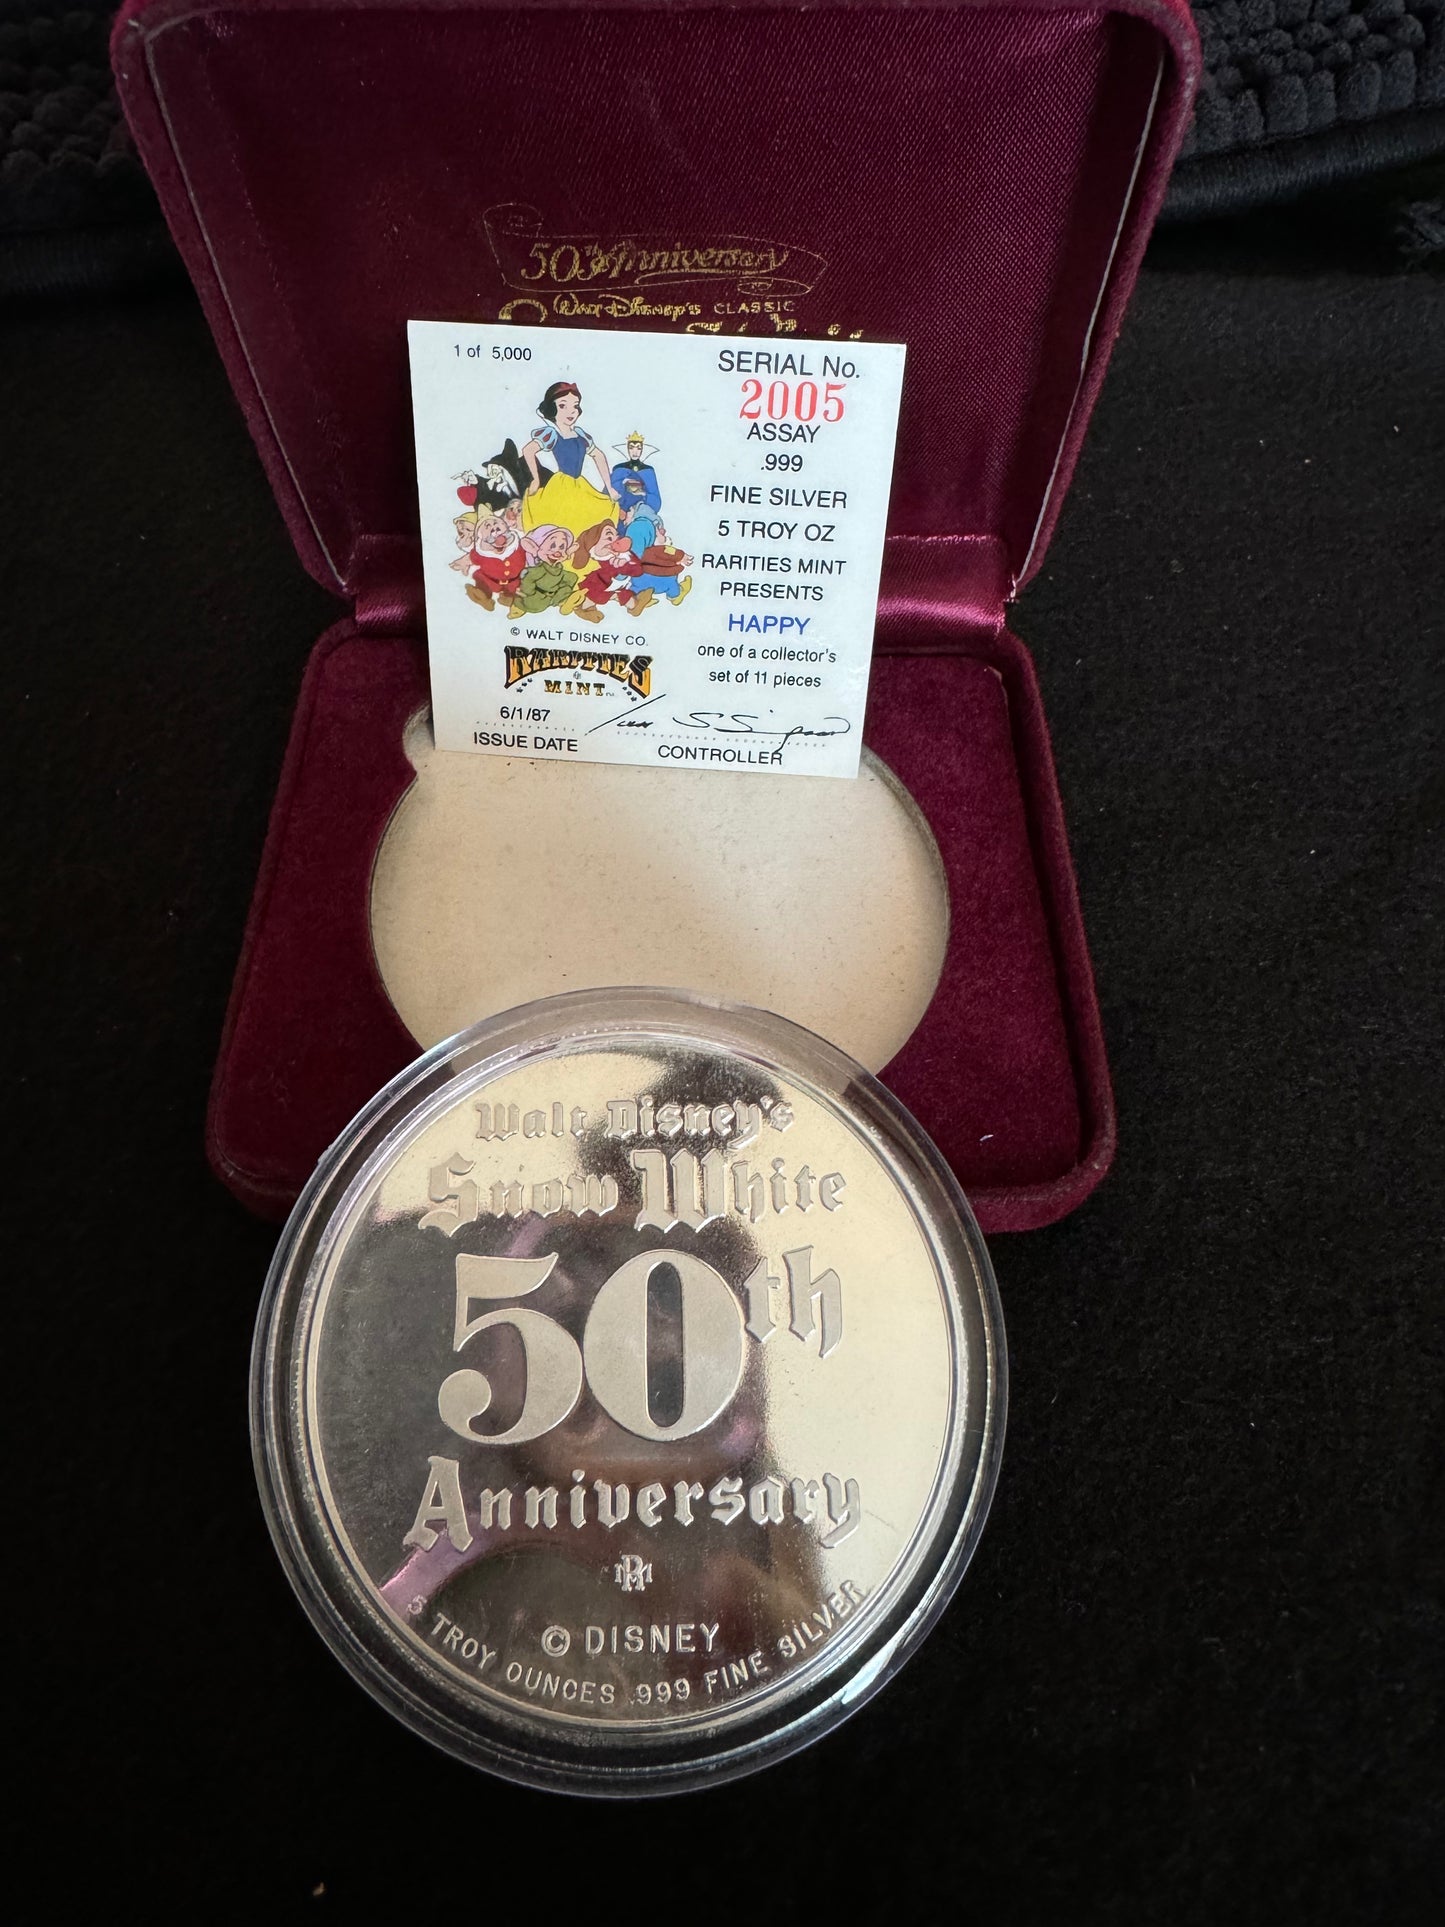 50th Anniversary
Walt Disney's CLASSIC
1 of 5,000
SERIAL No.
2005
ASSAY
.999
FINE SILVER
5 TROY OZ
RARITIES MINT
PRESENTS
HAPPY
one of a collector's
set of 11 pieces
© WALT DISNEY CO.
RARITIES
MINT™
6/1/87
ISSUE DATE
CONTROLLER
Walt Disney's
Snow White
50th
Anniversary
RM
© DISNEY
5 TROY OUNCES .999 FINE SILVER